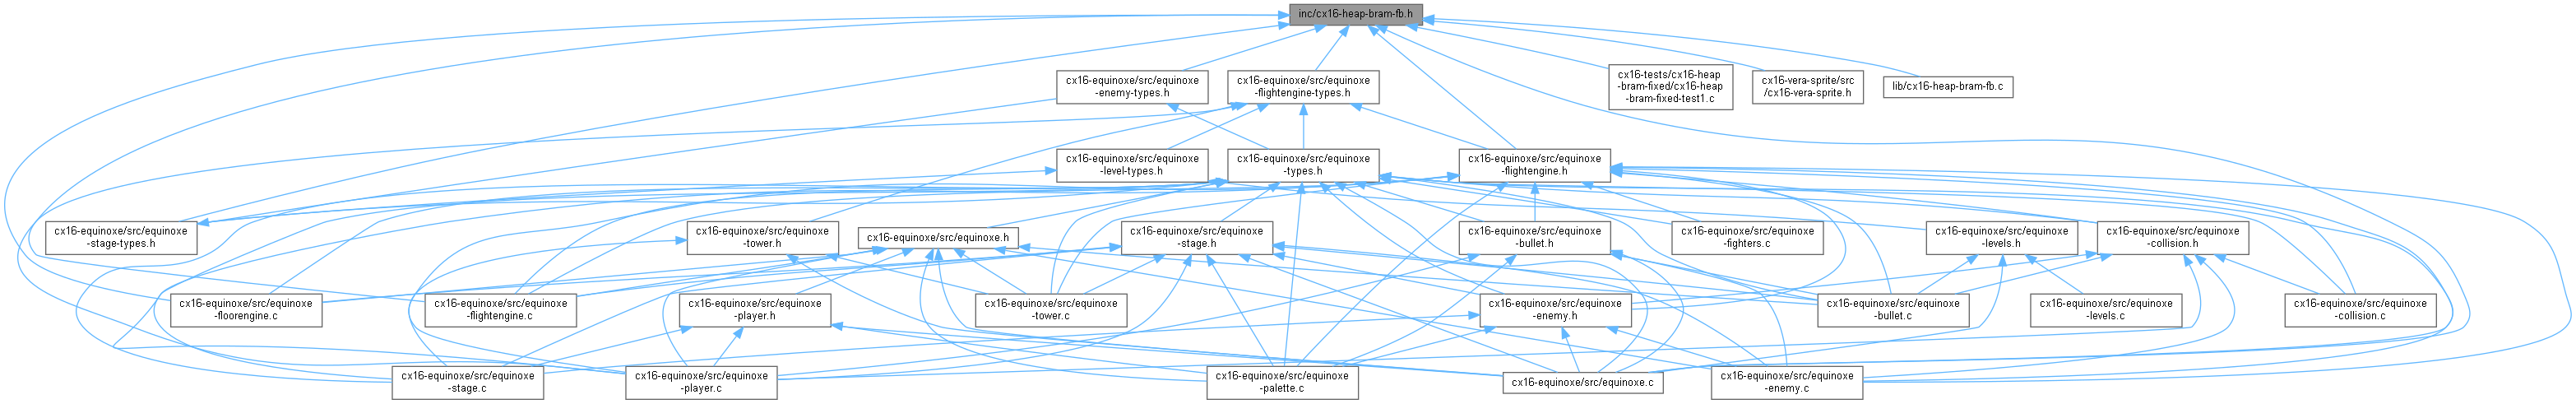 inc/cx16-heap-bram-fb.h
cx16-equinoxe/src/equinoxe
-enemy-types.h
cx16-equinoxe/src/equinoxe
-flightengine-types.h
cx16-tests/cx16-heap
-bram-fixed/cx16-heap
-bram-fixed-test1.c
cx16-vera-sprite/src
/cx16-vera-sprite.h
lib/cx16-heap-bram-fb.c
cx16-equinoxe/src/equinoxe
-level-types.h
cx16-equinoxe/src/equinoxe
-types.h
cx16-equinoxe/src/equinoxe
-flightengine.h
cx16-equinoxe/src/equinoxe
-stage-types.h
cx16-equinoxe/src/equinoxe
-tower.h
cx16-equinoxe/src/equinoxe.h
cx16-equinoxe/src/equinoxe
-stage.h
cx16-equinoxe/src/equinoxe
-bullet.h
cx16-equinoxe/src/equinoxe
-fighters.c
cx16-equinoxe/src/equinoxe
-levels.h
cx16-equinoxe/src/equinoxe
-collision.h
cx16-equinoxe/src/equinoxe
-floorengine.c
cx16-equinoxe/src/equinoxe
-flightengine.c
cx16-equinoxe/src/equinoxe
-player.h
cx16-equinoxe/src/equinoxe
-tower.c
cx16-equinoxe/src/equinoxe
-enemy.h
cx16-equinoxe/src/equinoxe
-bullet.c
cx16-equinoxe/src/equinoxe
-levels.c
cx16-equinoxe/src/equinoxe
-collision.c
cx16-equinoxe/src/equinoxe
-stage.c
cx16-equinoxe/src/equinoxe
-player.c
cx16-equinoxe/src/equinoxe
-palette.c
cx16-equinoxe/src/equinoxe.c
cx16-equinoxe/src/equinoxe
-enemy.c